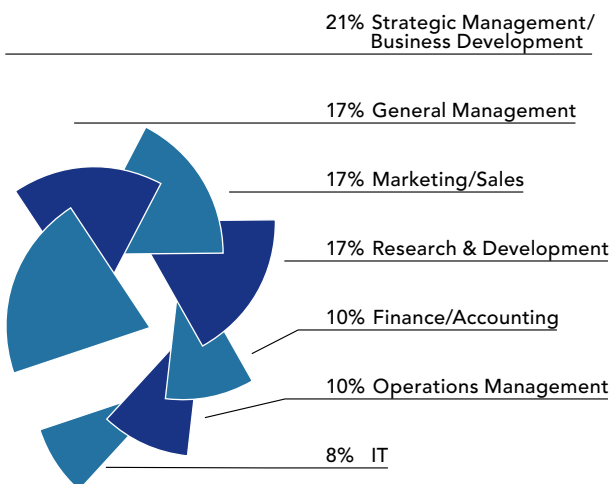 21% Strategic Management/
Business Development
17% General Management
17% Marketing/Sales
17% Research & Development
10% Finance/Accounting
10% Operations Management
8% IT